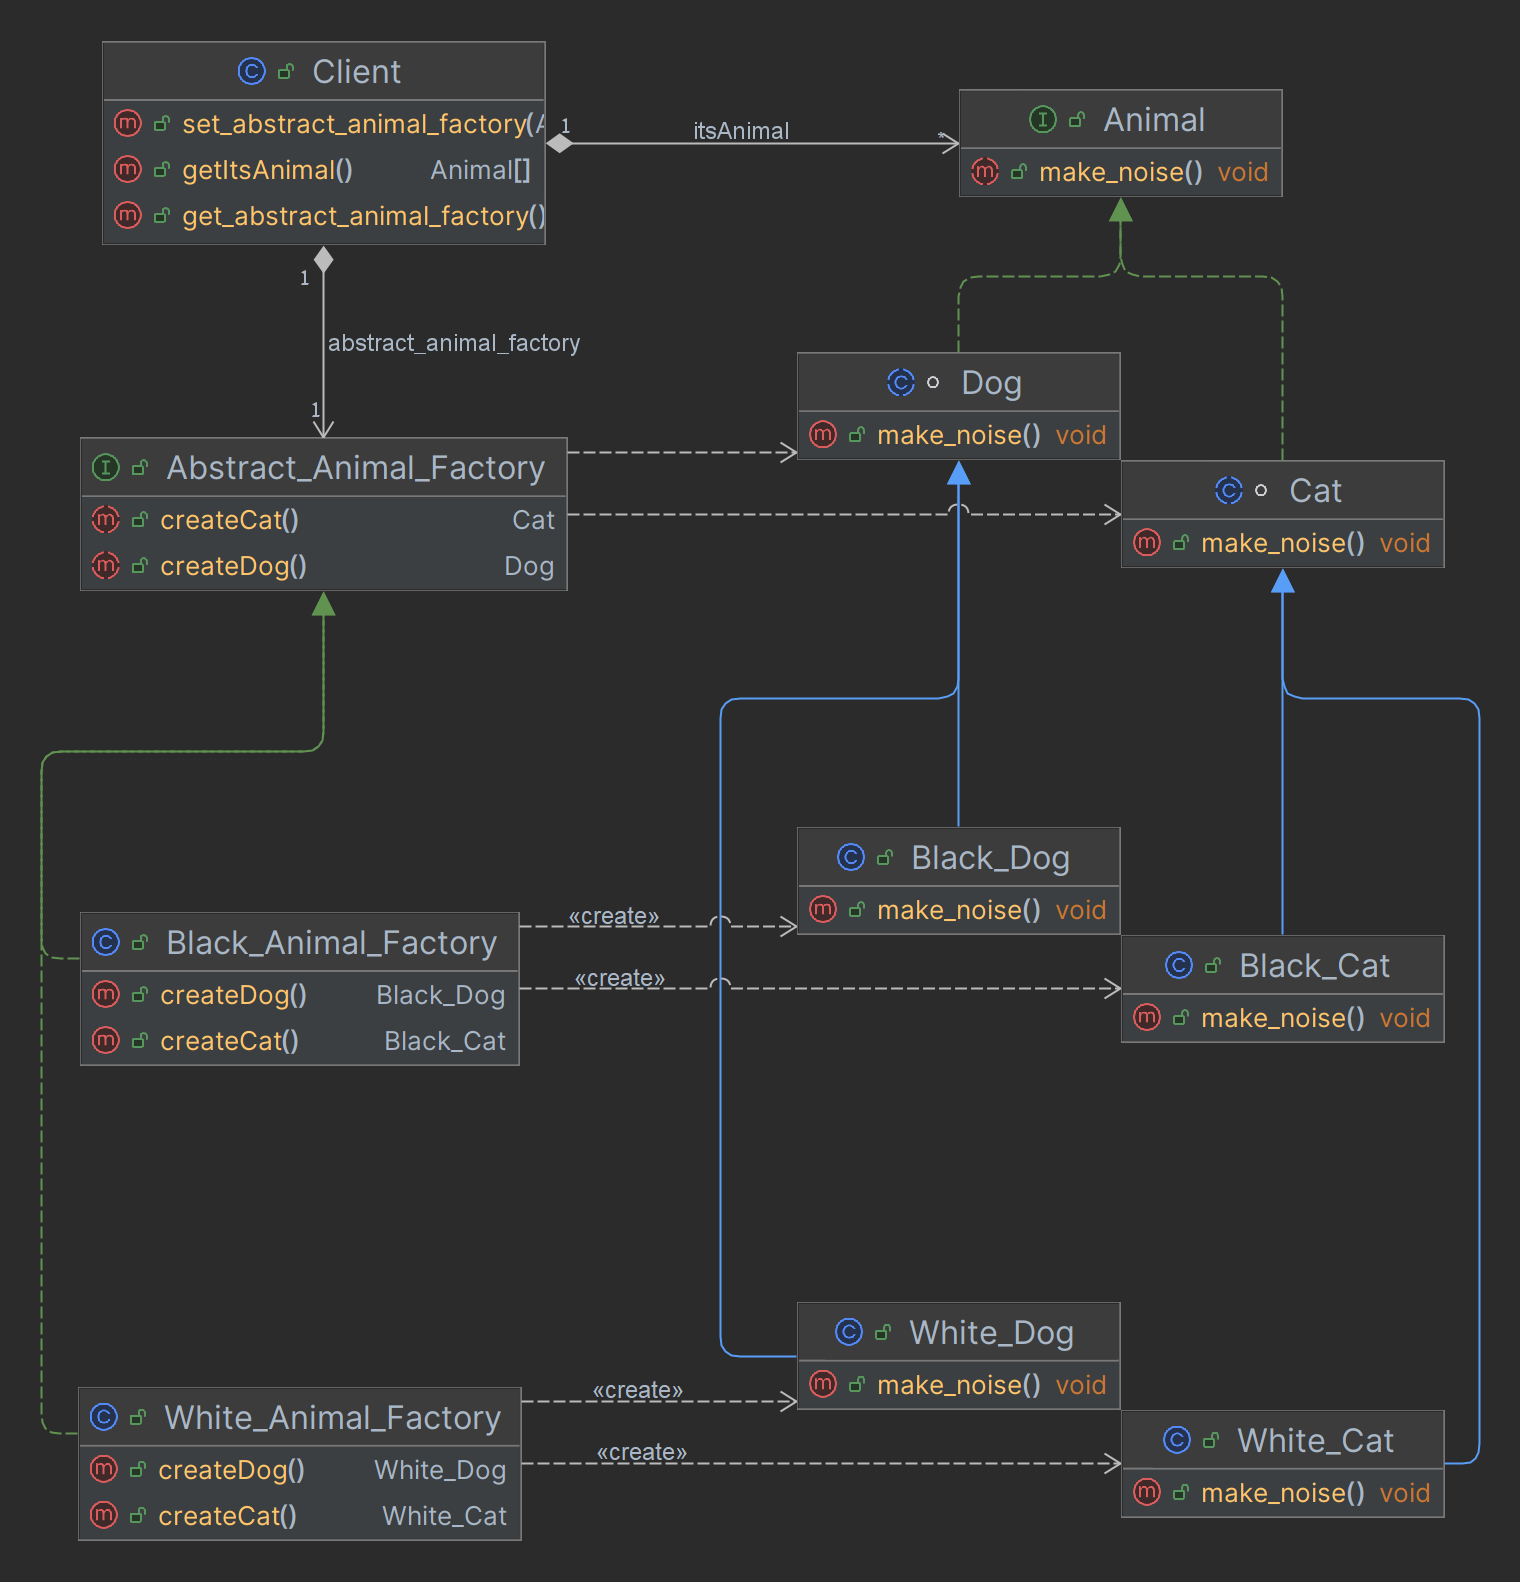 Client
set_abstract_animal_factory(A
getItsAnimal() Animal[]
get_abstract_animal_factory()
1
itsAnimal
*
Animal
make_noise() void
1
abstract_animal_factory
1
Dog
make_noise() void
Abstract_Animal_Factory
createCat() Cat
createDog() Dog
Cat
make_noise() void
Black_Dog
make_noise() void
Black_Animal_Factory
createDog() Black_Dog
createCat() Black_Cat
«create»
«create»
Black_Cat
make_noise() void
White_Dog
make_noise() void
White_Animal_Factory
createDog() White_Dog
createCat() White_Cat
«create»
«create»
White_Cat
make_noise() void